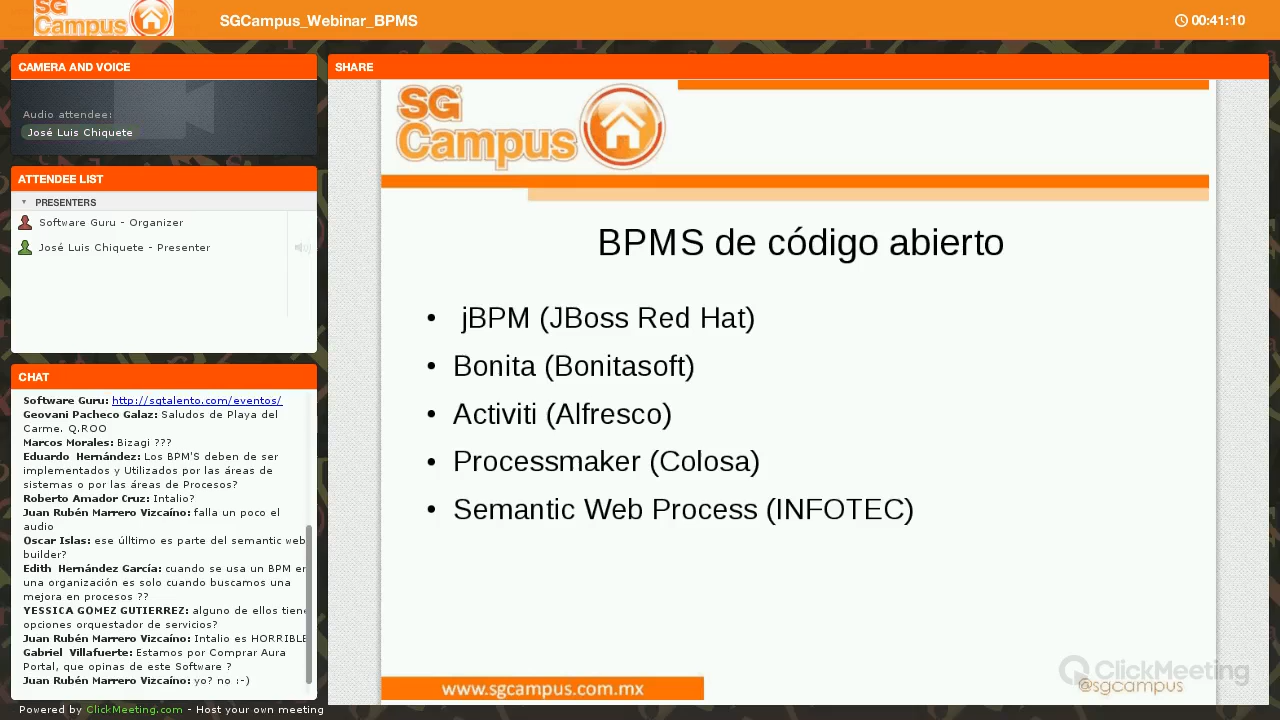 SG
Campus
SGCampus_Webinar_BPMS
00:41:10
CAMERA AND VOICE
Audio attendee:
José Luis Chiquete
ATTENDEE LIST
PRESENTERS
Software Guru - Organizer
José Luis Chiquete - Presenter
CHAT
Software Guru: http://sgtalento.com/eventos/
Geovani Pacheco Galaz: Saludos de Playa del
Carme. Q.ROO
Marcos Morales: Bizagi ???
Eduardo Hernández: Los BPM'S deben de ser
implementados y Utilizados por las áreas de
sistemas o por las áreas de Procesos?
Roberto Amador Cruz: Intalio?
Juan Rubén Marrero Vizcaíno: falla un poco el
audio
Oscar Islas: ese úlltimo es parte del semantic web
builder?
Edith Hernández García: cuando se usa un BPM en
una organización es solo cuando buscamos una
mejora en procesos ??
YESSICA GOMEZ GUTIERREZ: alguno de ellos tiene
opciones orquestador de servicios?
Juan Rubén Marrero Vizcaíno: Intalio es HORRIBLE
Gabriel Villafuerte: Estamos por Comprar Aura
Portal, que opinas de este Software ?
Juan Rubén Marrero Vizcaíno: yo? no :-)
Powered by ClickMeeting.com - Host your own meeting
SHARE
SG
Campus
BPMS de código abierto
• jBPM (JBoss Red Hat)
• Bonita (Bonitasoft)
• Activiti (Alfresco)
• Processmaker (Colosa)
• Semantic Web Process (INFOTEC)
www.sgcampus.com.mx
ClickMeeting
@sgcampus